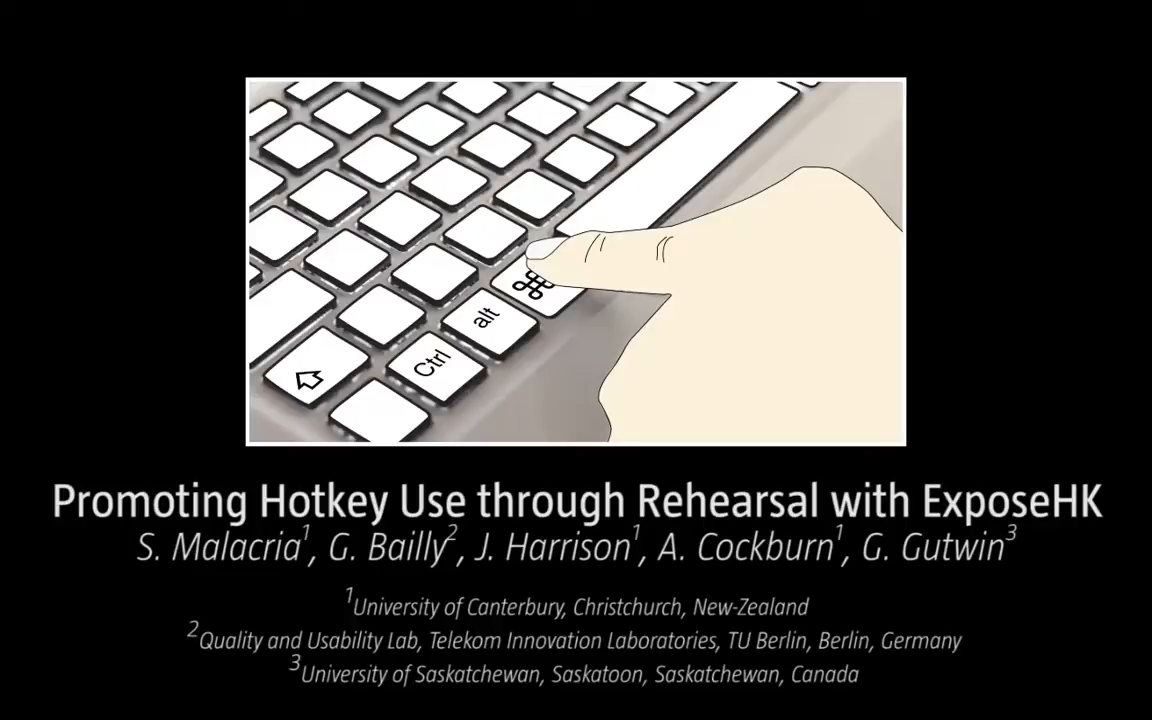 ⌘
alt
Ctrl
Promoting Hotkey Use through Rehearsal with ExposeHK
S. Malacria¹, G. Bailly², J. Harrison¹, A. Cockburn¹, G. Gutwin³
¹University of Canterbury, Christchurch, New-Zealand
²Quality and Usability Lab, Telekom Innovation Laboratories, TU Berlin, Berlin, Germany
³University of Saskatchewan, Saskatoon, Saskatchewan, Canada